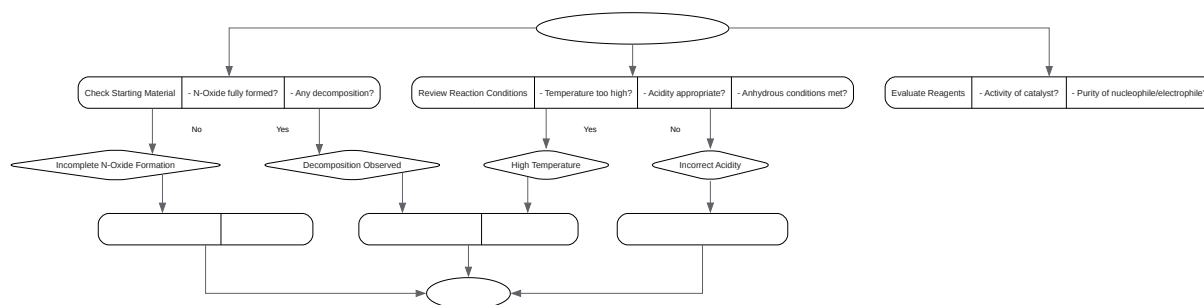 Check Starting Material - N-Oxide fully formed? - Any decomposition?
Review Reaction Conditions - Temperature too high? - Acidity appropriate? - Anhydrous conditions met?
Evaluate Reagents - Activity of catalyst? - Purity of nucleophile/electrophile?
No Yes Yes No
Incomplete N-Oxide Formation
Decomposition Observed
High Temperature
Incorrect Acidity